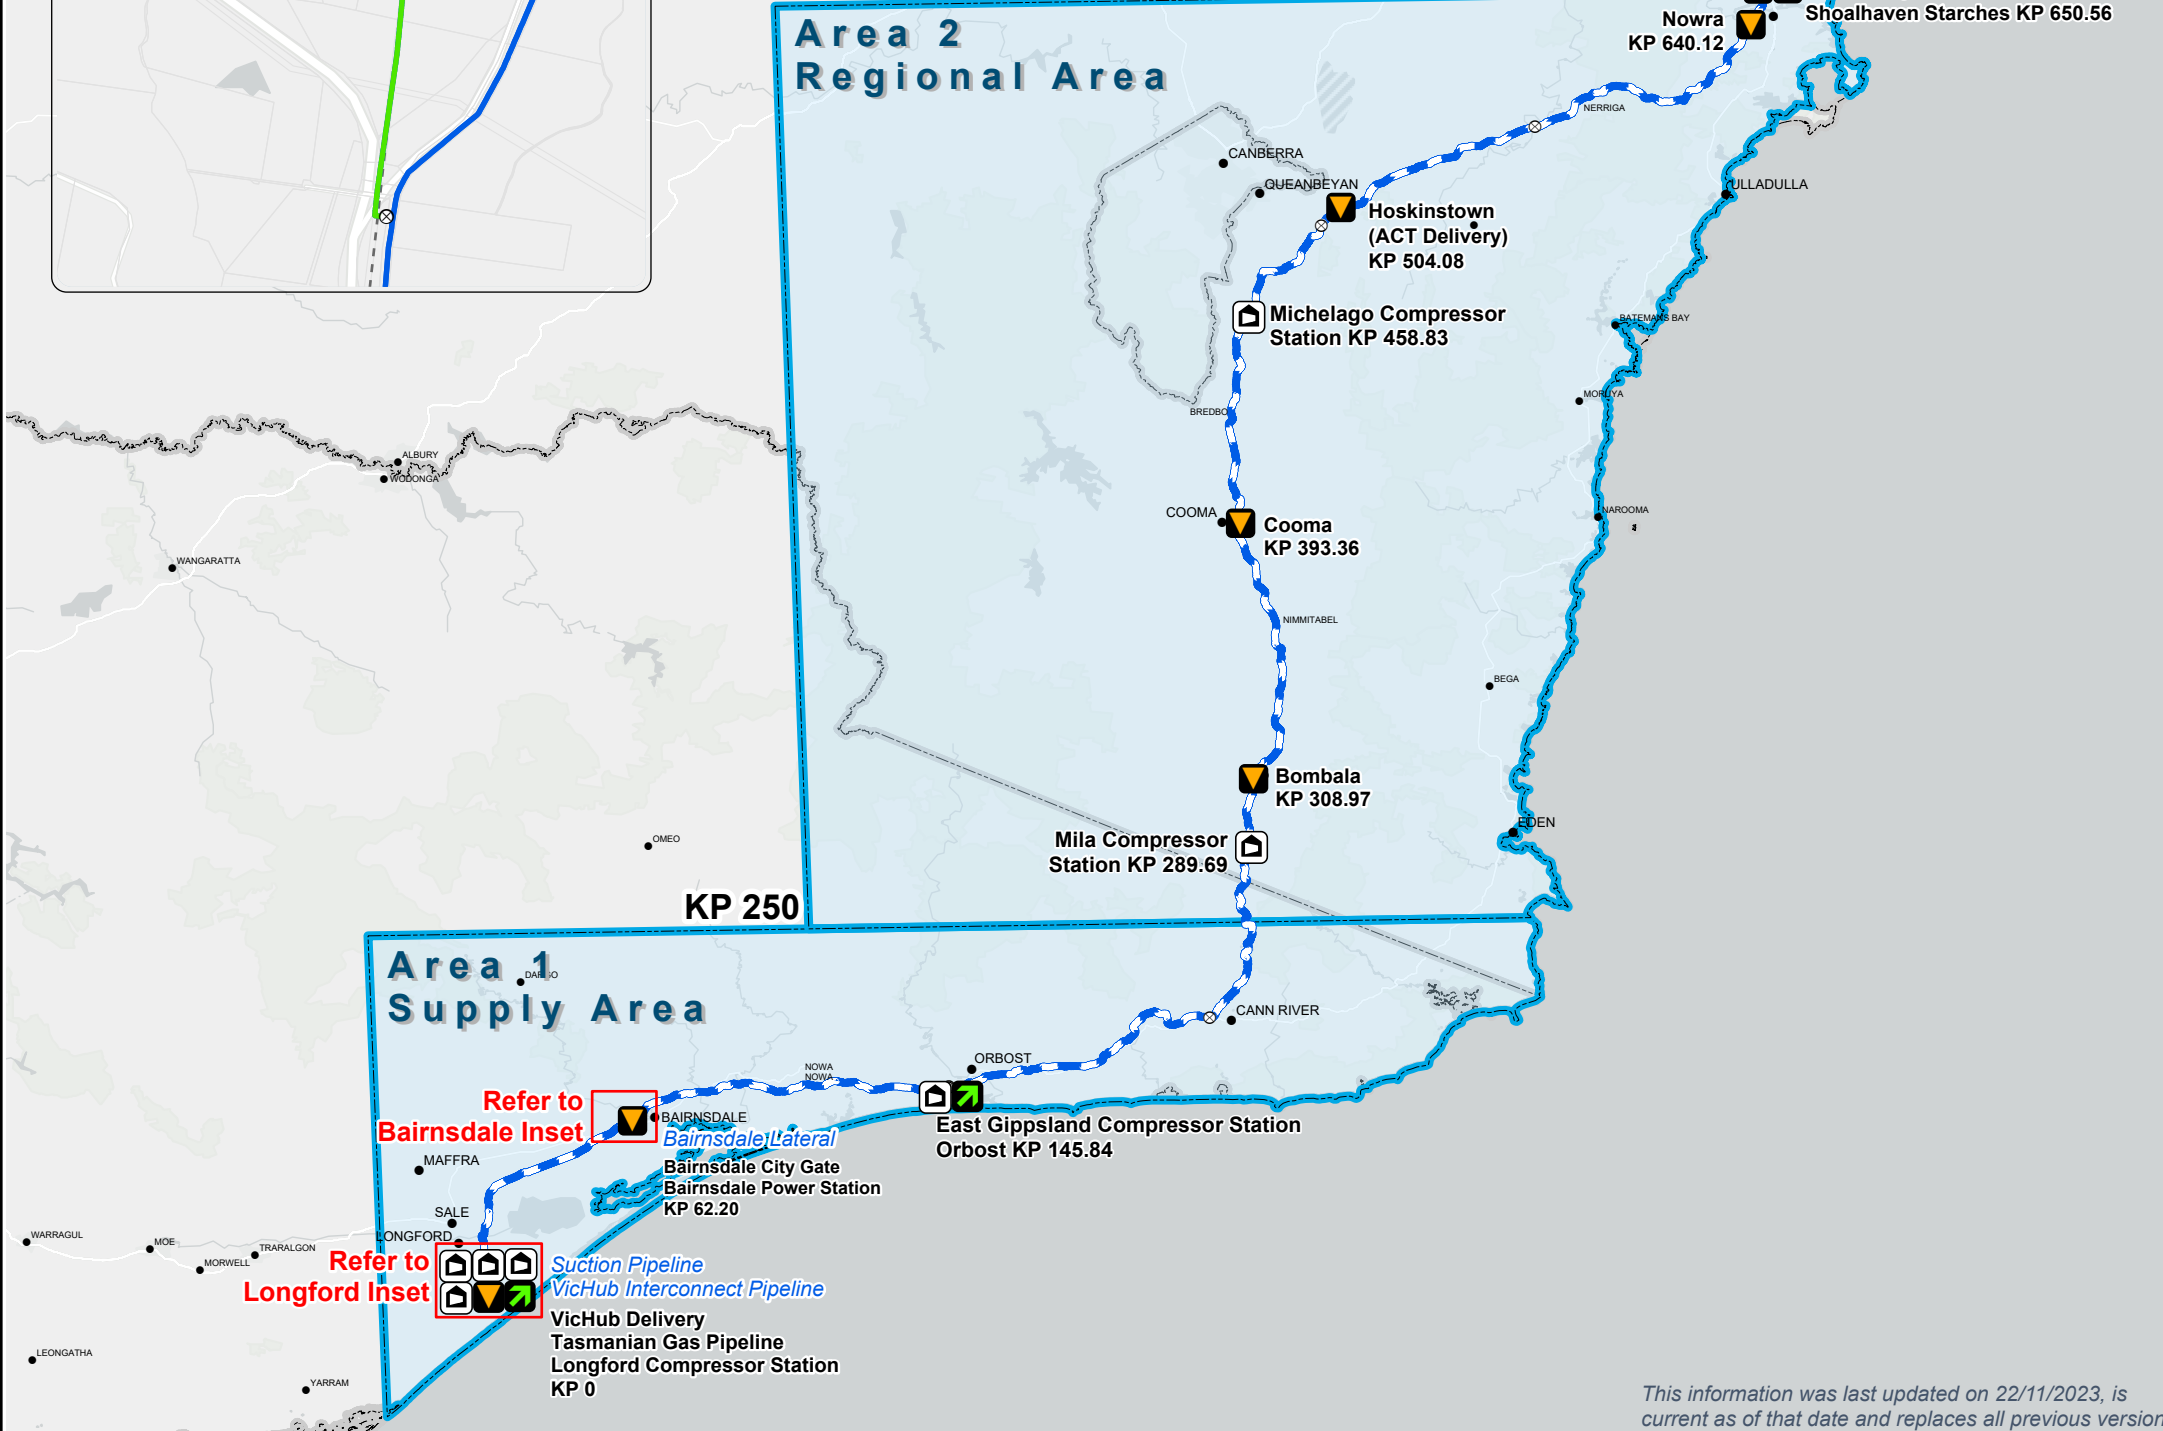 Area 2
Regional Area
Nowra
KP 640.12
Shoalhaven Starches KP 650.56
NERRIGA
CANBERRA
QUEANBEYAN
ULLADULLA
Hoskinstown
(ACT Delivery)
KP 504.08
Michelago Compressor
Station KP 458.83
BATEMANS BAY
MORUYA
BREDBO
ALBURY
WODONGA
COOMA
Cooma
KP 393.36
NAROOMA
WANGARATTA
NIMMITABEL
BEGA
Bombala
KP 308.97
EDEN
OMEO
Mila Compressor
Station KP 289.69
KP 250
Area 1
Supply Area
DARGO
CANN RIVER
ORBOST
NOWA
NOWA
Refer to
Bairnsdale Inset
BAIRNSDALE
Bairnsdale Lateral
East Gippsland Compressor Station
Orbost KP 145.84
MAFFRA
Bairnsdale City Gate
Bairnsdale Power Station
KP 62.20
SALE
LONGFORD
WARRAGUL
MOE
TRARALGON
MORWELL
Refer to
Longford Inset
Suction Pipeline
VicHub Interconnect Pipeline
VicHub Delivery
Tasmanian Gas Pipeline
Longford Compressor Station
KP 0
LEONGATHA
YARRAM
This information was last updated on 22/11/2023, is
current as of that date and replaces all previous version